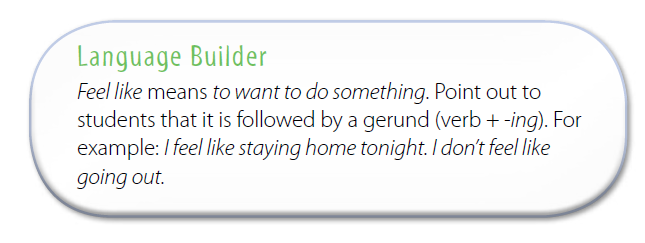 Language Builder
Feel like means to want to do something. Point out to
students that it is followed by a gerund (verb + -ing). For
example: I feel like staying home tonight. I don’t feel like
going out.